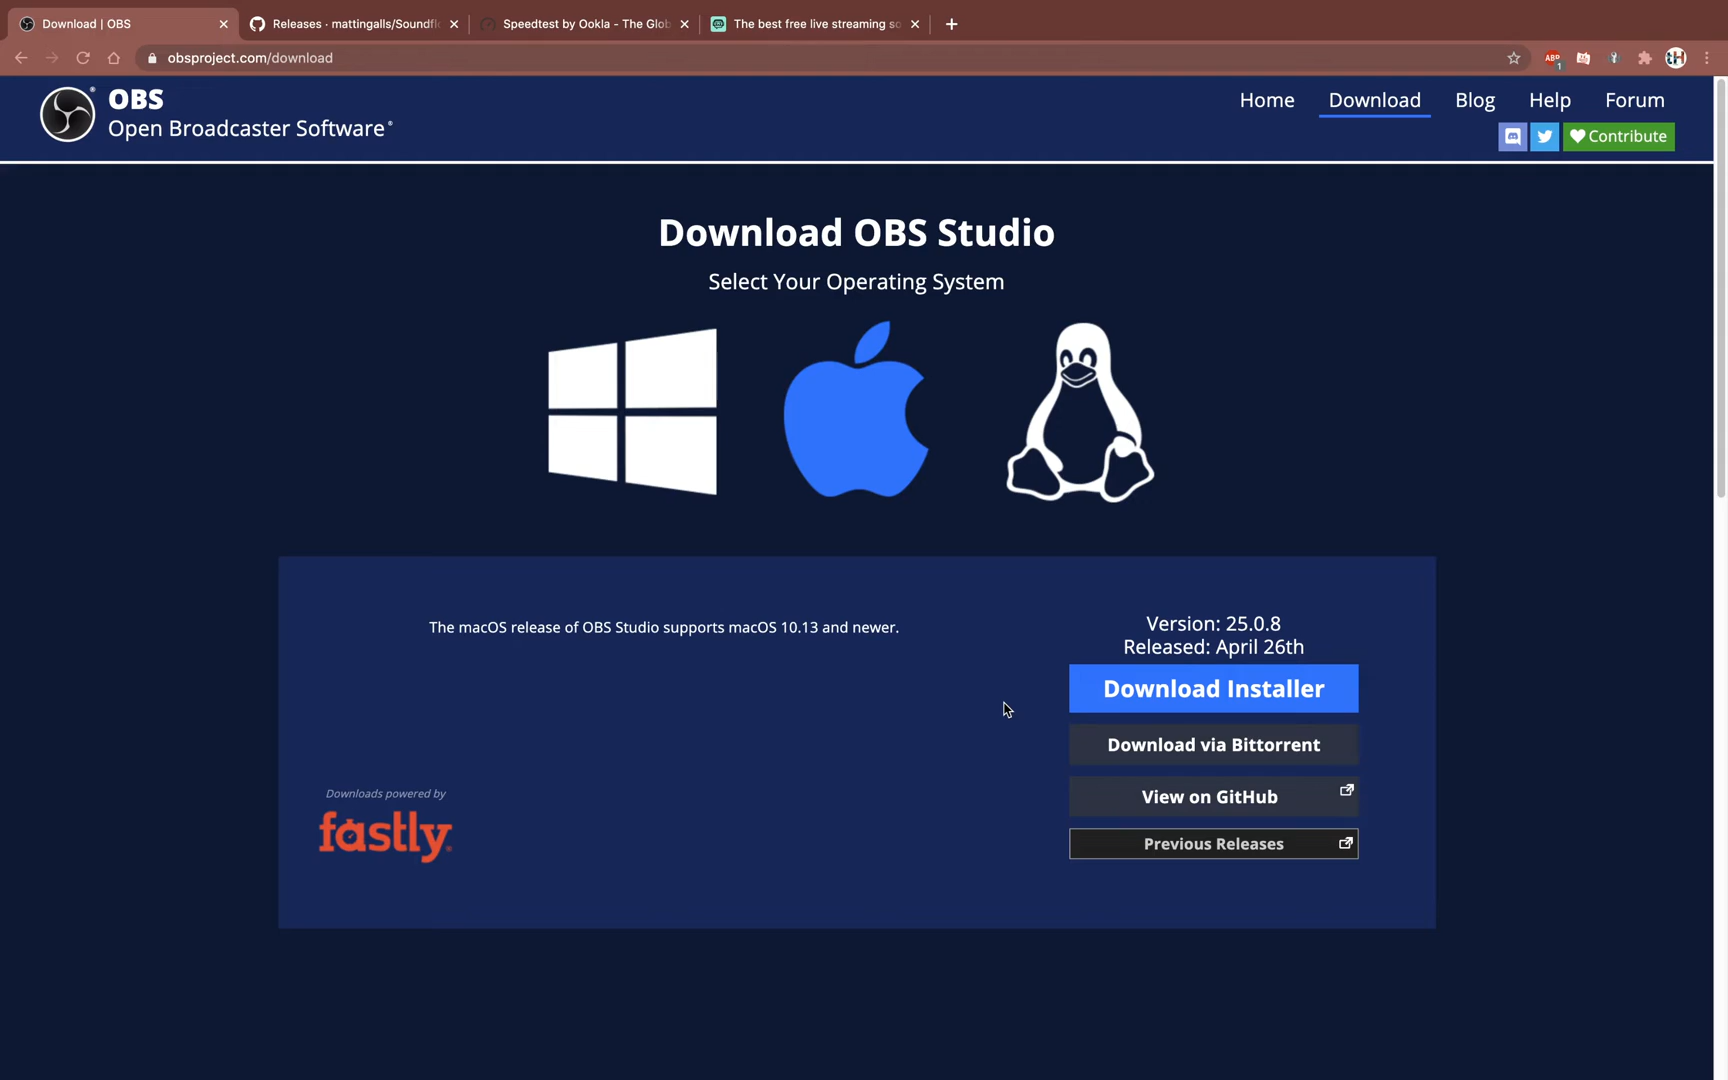 Download | OBS
Releases · mattingalls/Soundfl
Speedtest by Ookla - The Glob
The best free live streaming so
obsproject.com/download
ABP
1
OBS
Open Broadcaster Software
Home
Download
Blog
Help
Forum
Contribute
Download OBS Studio
Select Your Operating System
The macOS release of OBS Studio supports macOS 10.13 and newer.
Version: 25.0.8
Released: April 26th
Download Installer
Download via Bittorrent
View on GitHub
Previous Releases
Downloads powered by
fastly